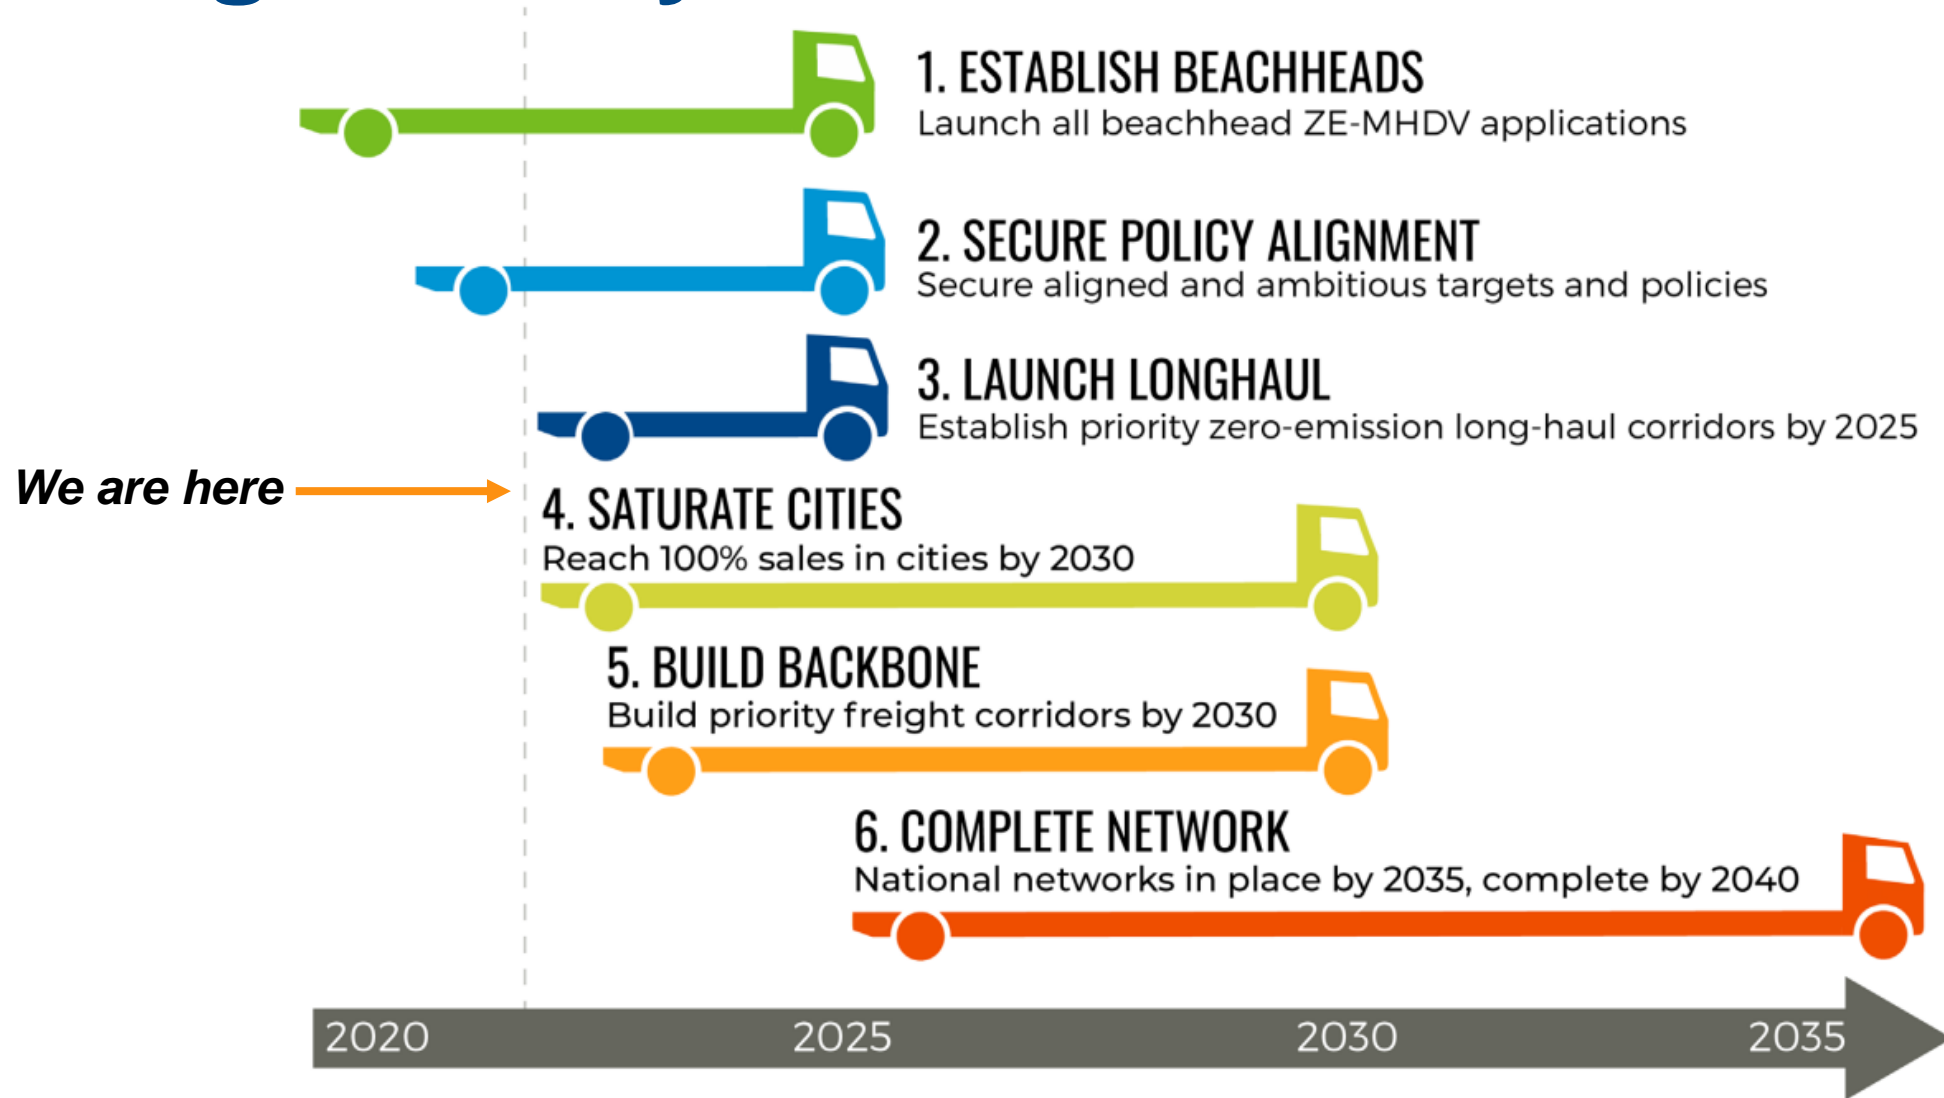 1. ESTABLISH BEACHHEADS
Launch all beachhead ZE-MHDV applications
2. SECURE POLICY ALIGNMENT
Secure aligned and ambitious targets and policies
3. LAUNCH LONGHAUL
Establish priority zero-emission long-haul corridors by 2025
We are here
4. SATURATE CITIES
Reach 100% sales in cities by 2030
5. BUILD BACKBONE
Build priority freight corridors by 2030
6. COMPLETE NETWORK
National networks in place by 2035, complete by 2040
2020 2025 2030 2035